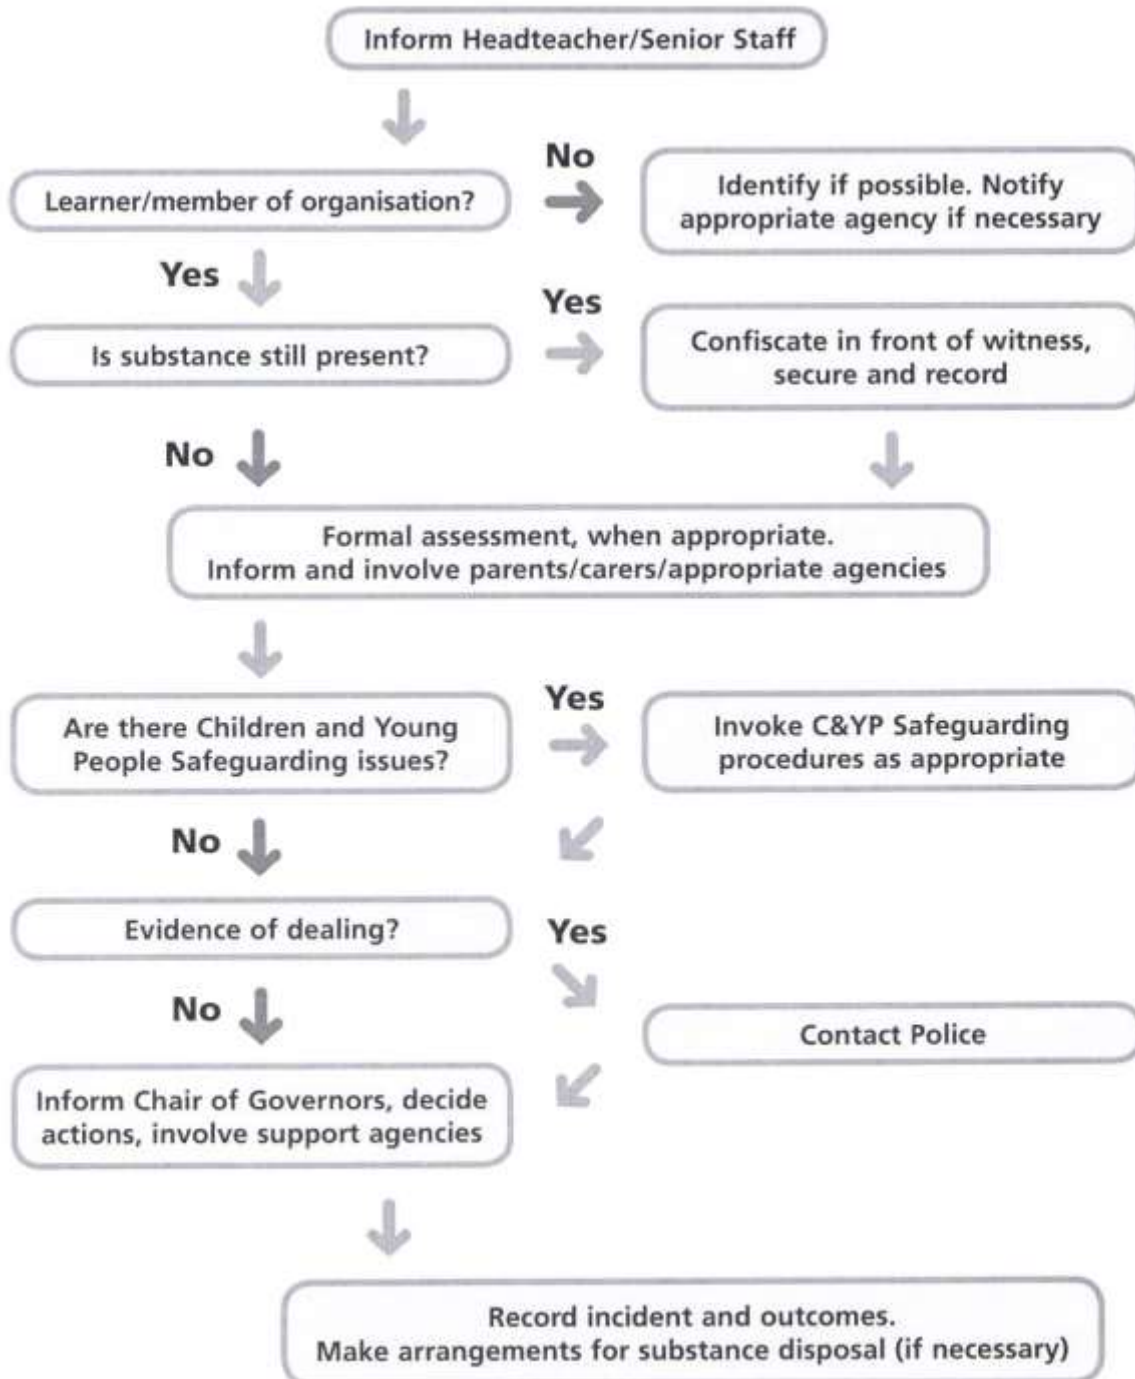 Inform Headteacher/Senior Staff
No
Learner/member of organisation?
Identify if possible. Notify
appropriate agency if necessary
Yes
Yes
Is substance still present?
Confiscate in front of witness,
secure and record
No
Formal assessment, when appropriate.
Inform and involve parents/carers/appropriate agencies
Yes
Are there Children and Young
People Safeguarding issues?
Invoke C&YP Safeguarding
procedures as appropriate
No
Evidence of dealing?
Yes
No
Contact Police
Inform Chair of Governors, decide
actions, involve support agencies
Record incident and outcomes.
Make arrangements for substance disposal (if necessary)